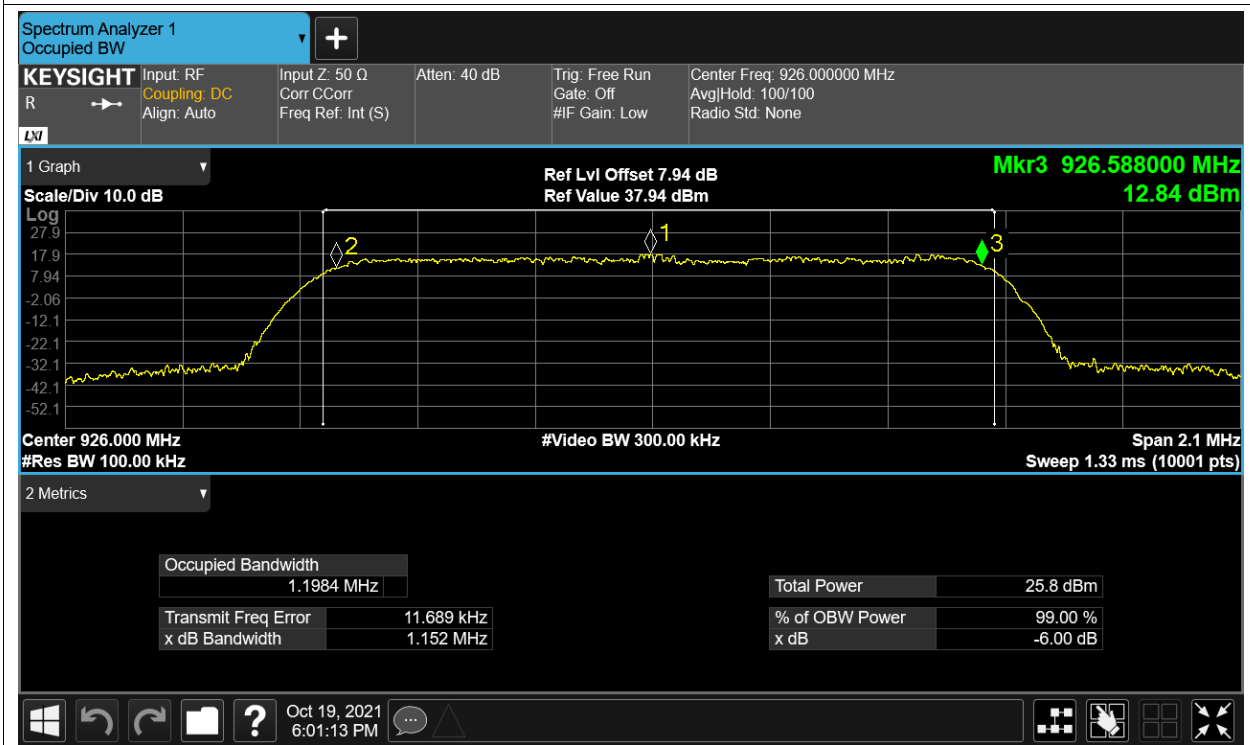 Spectrum Analyzer 1
Occupied BW
KEYSIGHT
R
LXI
Input: RF
Coupling: DC
Align: Auto
Input Z: 50 Ω
Corr CCorr
Freq Ref: Int (S)
Atten: 40 dB
Trig: Free Run
Gate: Off
#IF Gain: Low
Center Freq: 926.000000 MHz
Avg|Hold: 100/100
Radio Std: None
1 Graph
Scale/Div 10.0 dB
Ref Lvl Offset 7.94 dB
Ref Value 37.94 dBm
Mkr3 926.588000 MHz
12.84 dBm
Log
27.9
17.9
7.94
-2.06
-12.1
-22.1
-32.1
-42.1
-52.1
2
1
3
Center 926.000 MHz
#Res BW 100.00 kHz
#Video BW 300.00 kHz
Span 2.1 MHz
Sweep 1.33 ms (10001 pts)
2 Metrics
Occupied Bandwidth
1.1984 MHz
Transmit Freq Error 11.689 kHz
x dB Bandwidth 1.152 MHz
Total Power 25.8 dBm
% of OBW Power 99.00 %
x dB -6.00 dB
?
Oct 19, 2021
6:01:13 PM